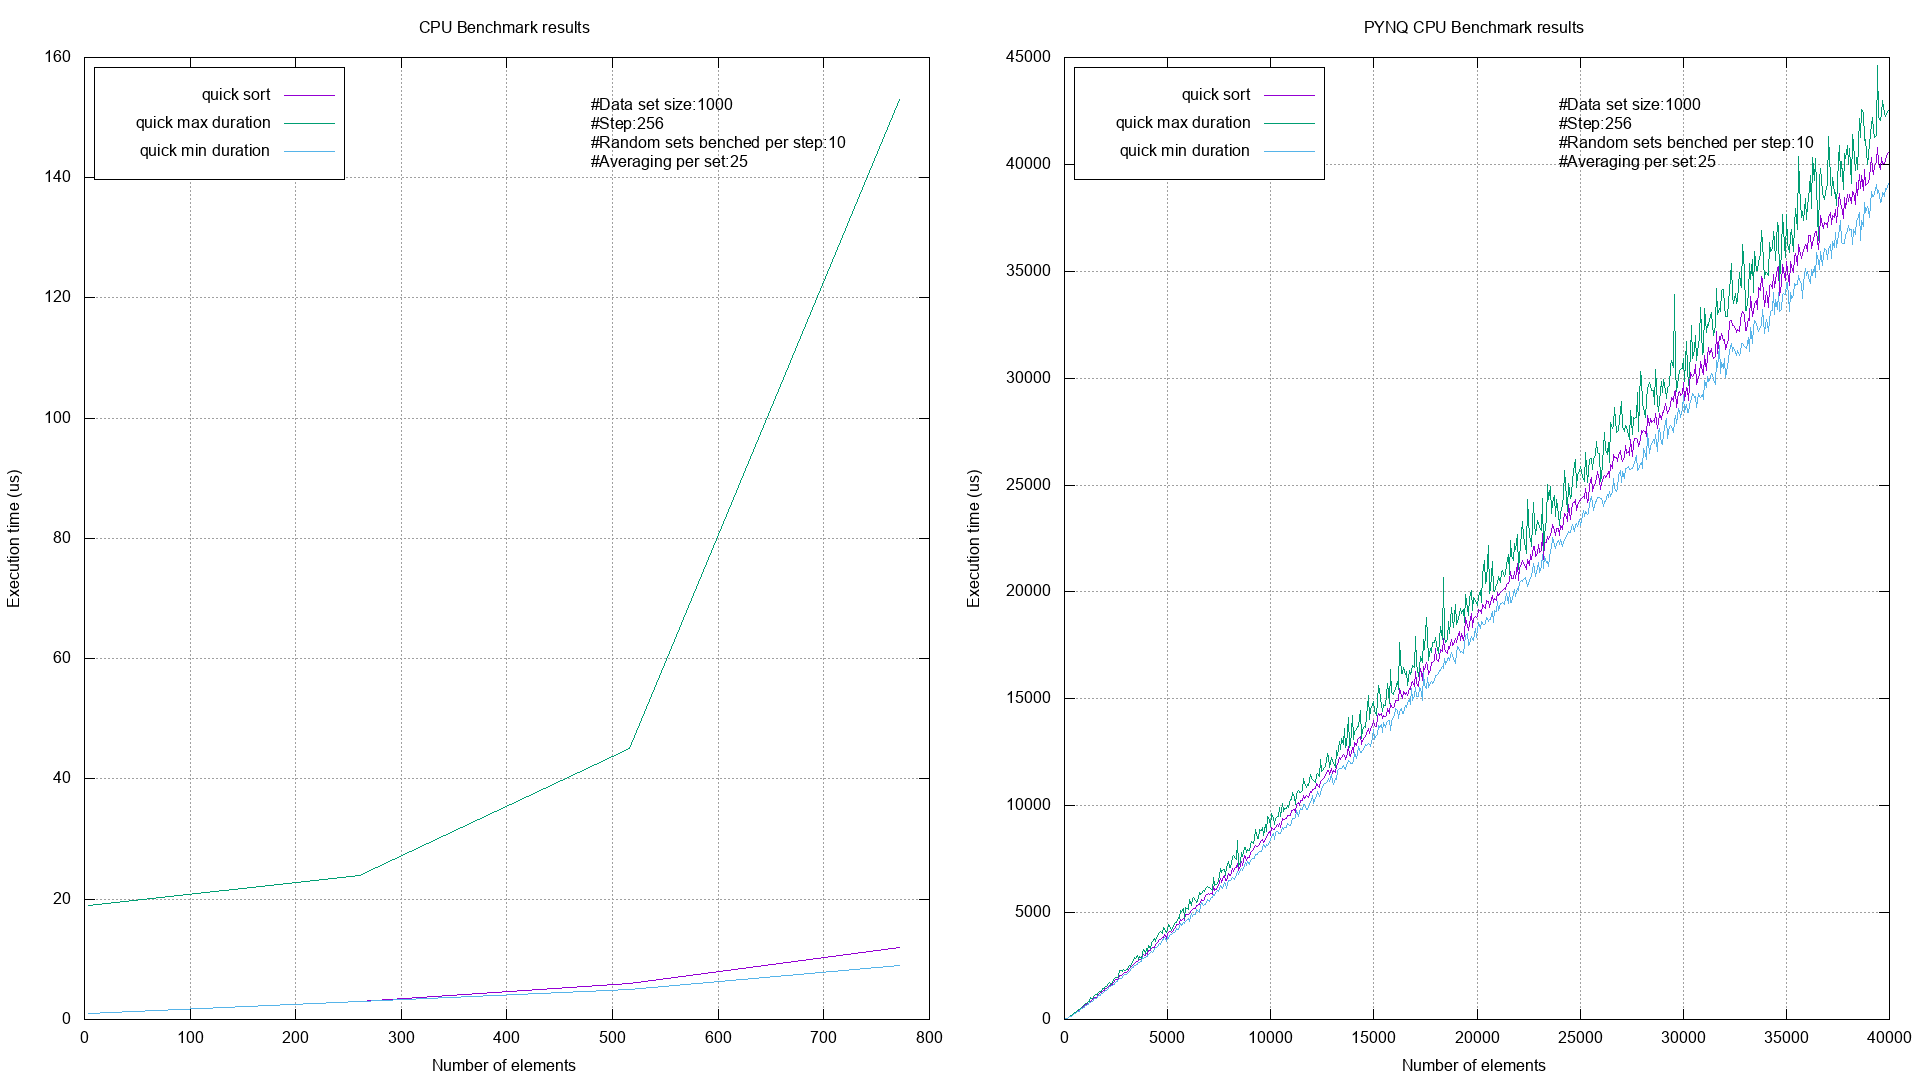 CPU Benchmark results
160
140
120
100
80
60
40
20
0
Execution time (us)
quick sort
quick max duration
quick min duration
#Data set size:1000
#Step:256
#Random sets benched per step:10
#Averaging per set:25
0 100 200 300 400 500 600 700 800
Number of elements
PYNQ CPU Benchmark results
45000
40000
35000
30000
25000
20000
15000
10000
5000
0
Execution time (us)
quick sort
quick max duration
quick min duration
#Data set size:1000
#Step:256
#Random sets benched per step:10
#Averaging per set:25
0 5000 10000 15000 20000 25000 30000 35000 40000
Number of elements